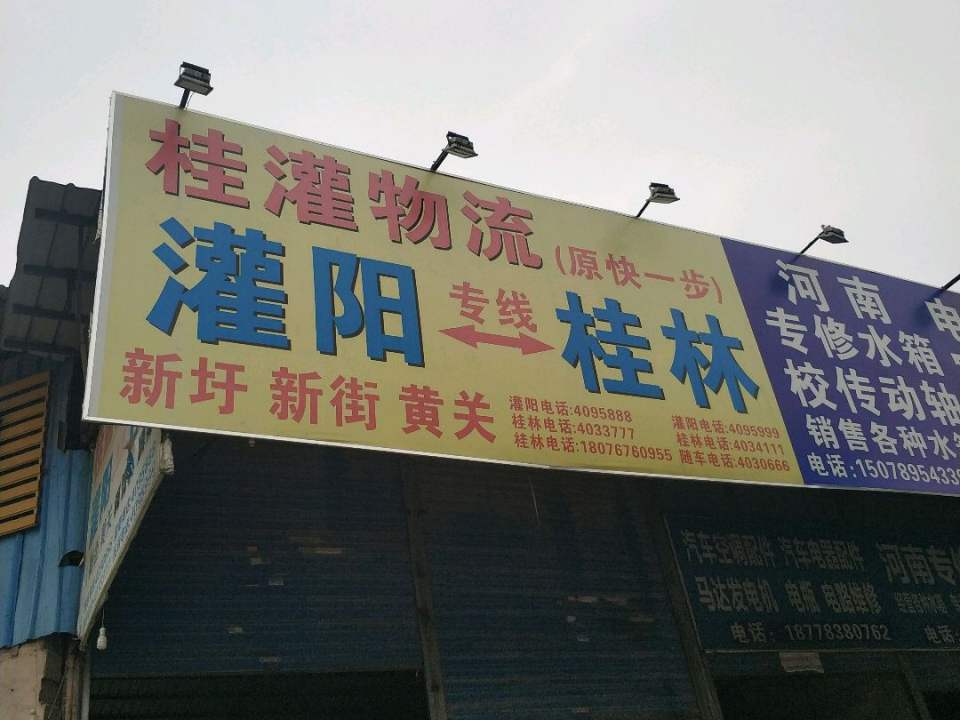 桂灌物流
(原快一步)
灌阳
专线
桂林
新圩 新街 黄关
灌阳电话:4095888
桂林电话:4033777
桂林电话:18076760955
灌阳电话:4095999
桂林电话:4034111
随车电话:4030666
河南
专修水箱
校传动轴
销售各种水
电话:1507895433
汽车空调配件 汽车电器配件
马达发电机 电瓶 电路维修
电话: 18778380762
河南专